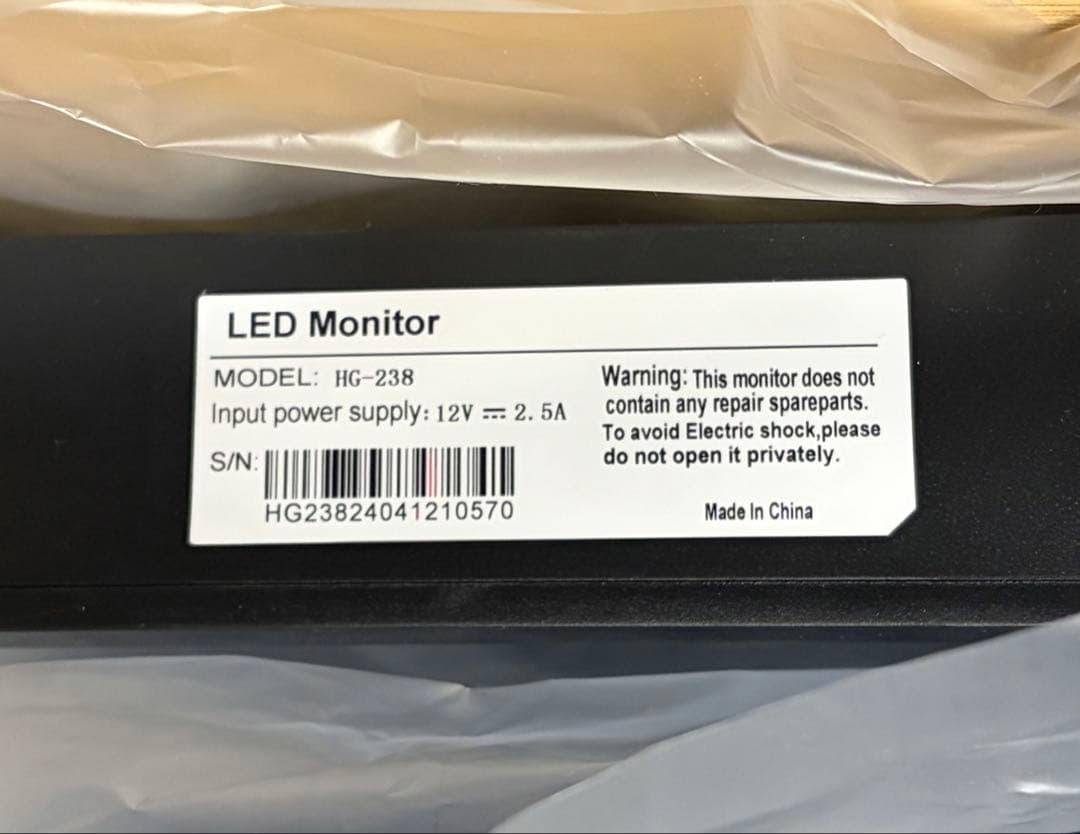 LED Monitor
MODEL: HG-238
Input power supply: 12V ⎓ 2.5A
S/N:
HG23824041210570
Warning: This monitor does not
contain any repair spareparts.
To avoid Electric shock,please
do not open it privately.
Made In China